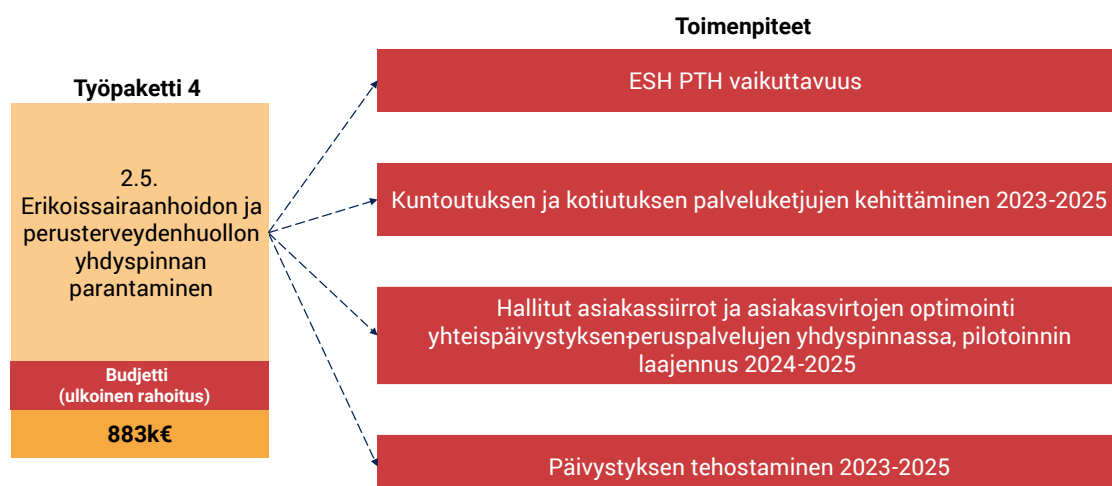 Toimenpiteet
Työpaketti 4
2.5.
Erikoissairaanhoidon ja
perusterveydenhuollon
yhdyspinnan
parantaminen
Budjetti
(ulkoinen rahoitus)
883k€
ESH PTH vaikuttavuus
Kuntoutuksen ja kotiutuksen palveluketjujen kehittäminen 2023-2025
Hallitut asiakassiirrot ja asiakasvirtojen optimointi
yhteispäivystyksen-peruspalvelujen yhdyspinnassa, pilotoinnin
laajennus 2024-2025
Päivystyksen tehostaminen 2023-2025